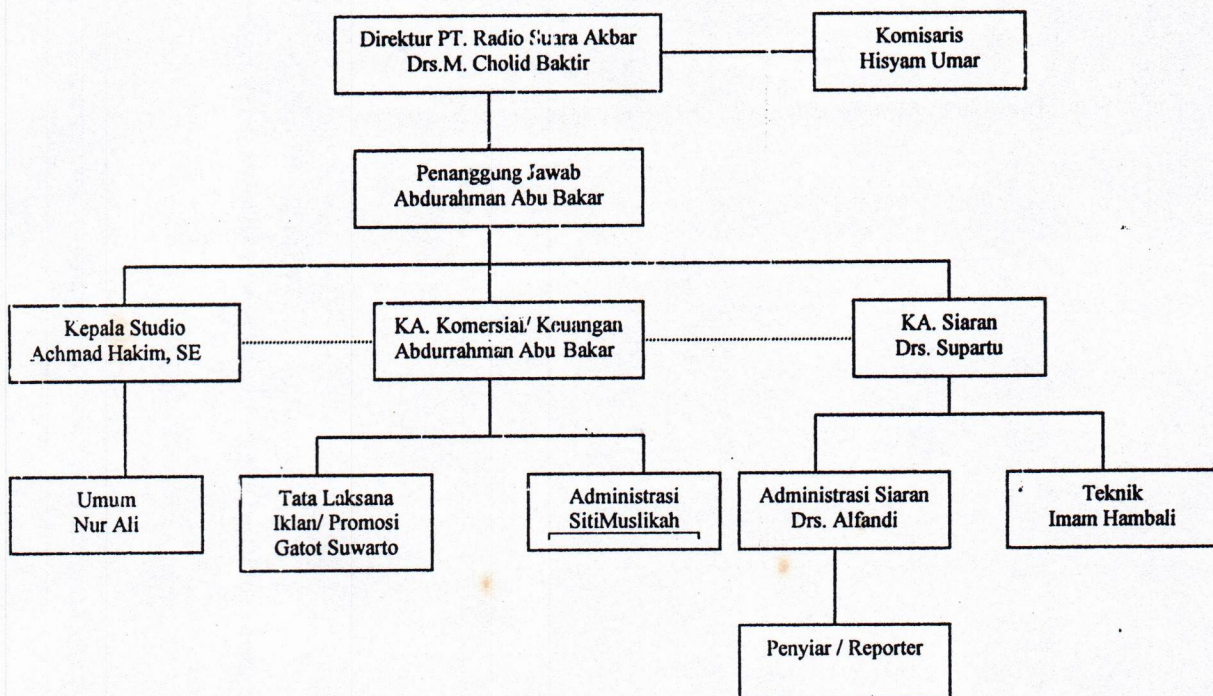 Direktur PT. Radio Suara Akbar
Drs.M. Cholid Baktir
Komisaris
Hisyam Umar
Penanggung Jawab
Abdurahman Abu Bakar
Kepala Studio
Achmad Hakim, SE
KA. Komersial/ Keuangan
Abdurrahman Abu Bakar
KA. Siaran
Drs. Supartu
Umum
Nur Ali
Tata Laksana
Iklan/ Promosi
Gatot Suwarto
Administrasi
SitiMuslikah
Administrasi Siaran
Drs. Alfandi
Teknik
Imam Hambali
Penyiar / Reporter